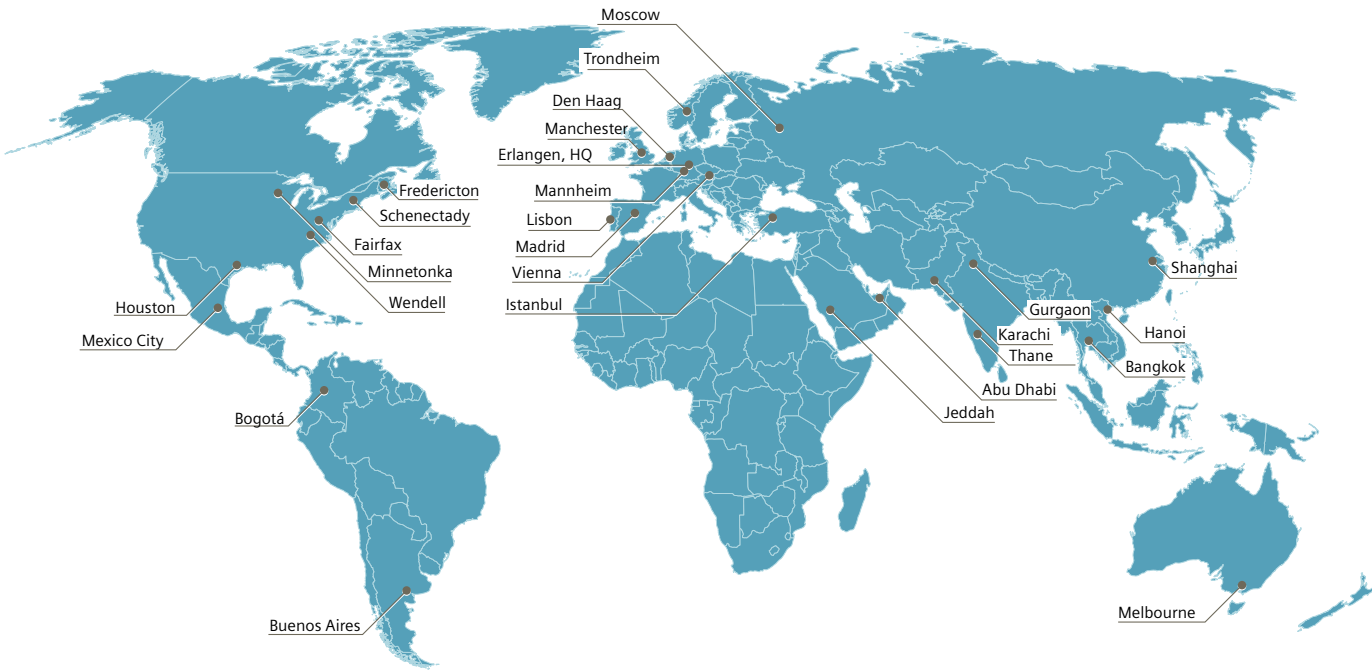 Moscow
Trondheim
Den Haag
Manchester
Erlangen, HQ
Mannheim
Lisbon
Madrid
Vienna
Istanbul
Fredericton
Schenectady
Fairfax
Minnetonka
Wendell
Houston
Mexico City
Bogotá
Buenos Aires
Shanghai
Gurgaon
Karachi
Hanoi
Thane
Bangkok
Abu Dhabi
Jeddah
Melbourne